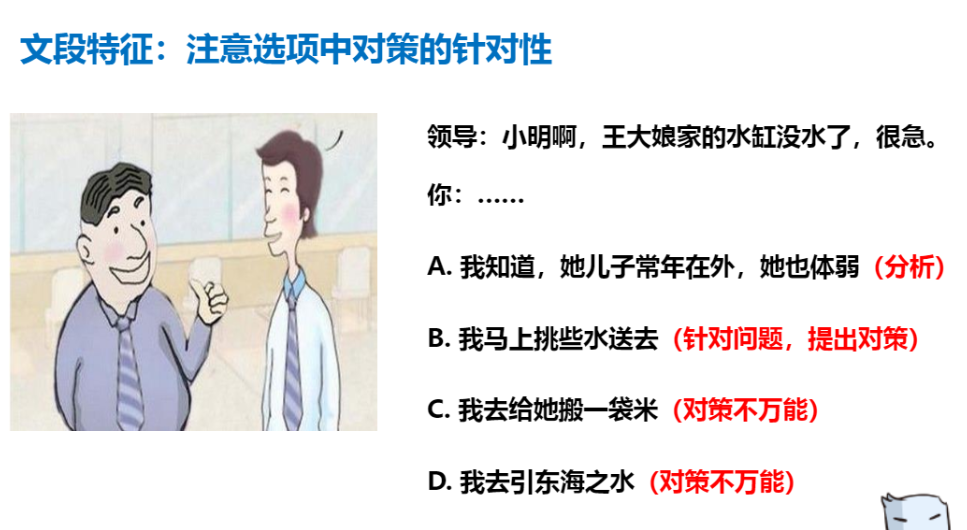 文段特征：注意选项中对策的针对性
领导：小明啊，王大娘家的水缸没水了，很急。
你：……
A. 我知道，她儿子常年在外，她也体弱（分析）
B. 我马上挑些水送去（针对问题，提出对策）
C. 我去给她搬一袋米（对策不万能）
D. 我去引东海之水（对策不万能）